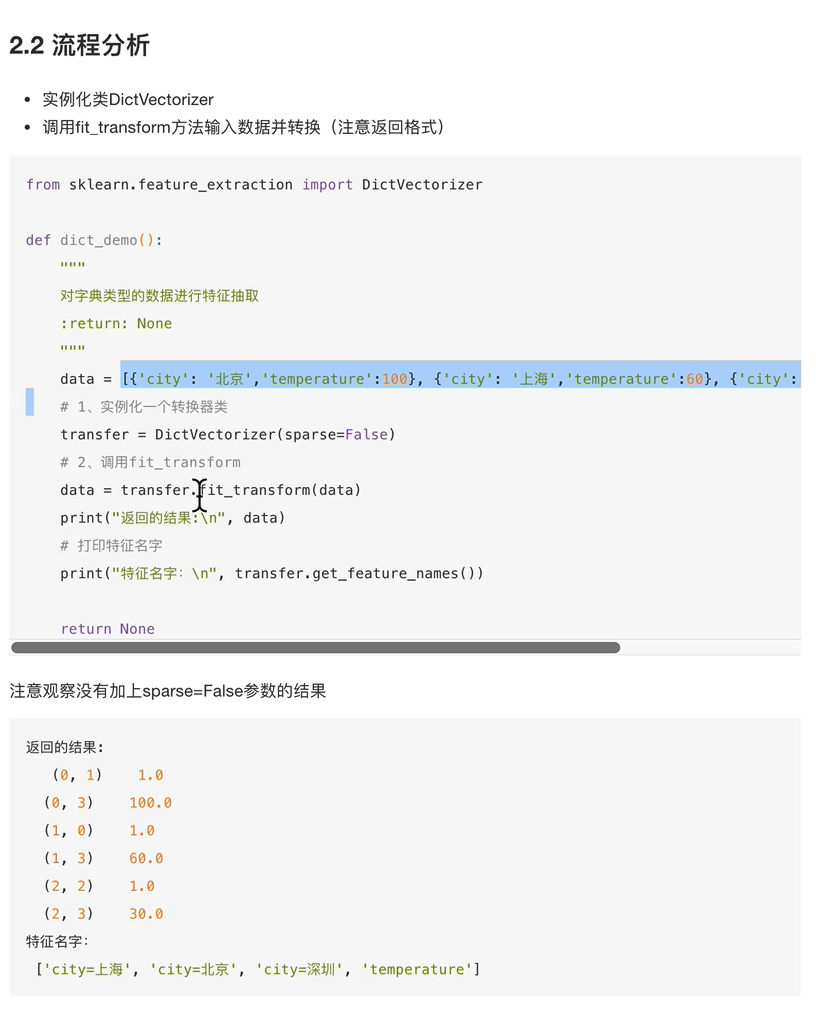 2.2 流程分析
• 实例化类DictVectorizer
• 调用fit_transform方法输入数据并转换（注意返回格式）
from sklearn.feature_extraction import DictVectorizer
def dict_demo():
"""
对字典类型的数据进行特征抽取
:return: None
"""
data = [{'city': '北京','temperature':100}, {'city': '上海','temperature':60}, {'city':
# 1、实例化一个转换器类
transfer = DictVectorizer(sparse=False)
# 2、调用fit_transform
data = transfer.fit_transform(data)
print("返回的结果:\n", data)
# 打印特征名字
print("特征名字：\n", transfer.get_feature_names())
return None
注意观察没有加上sparse=False参数的结果
返回的结果:
(0, 1) 1.0
(0, 3) 100.0
(1, 0) 1.0
(1, 3) 60.0
(2, 2) 1.0
(2, 3) 30.0
特征名字：
['city=上海', 'city=北京', 'city=深圳', 'temperature']